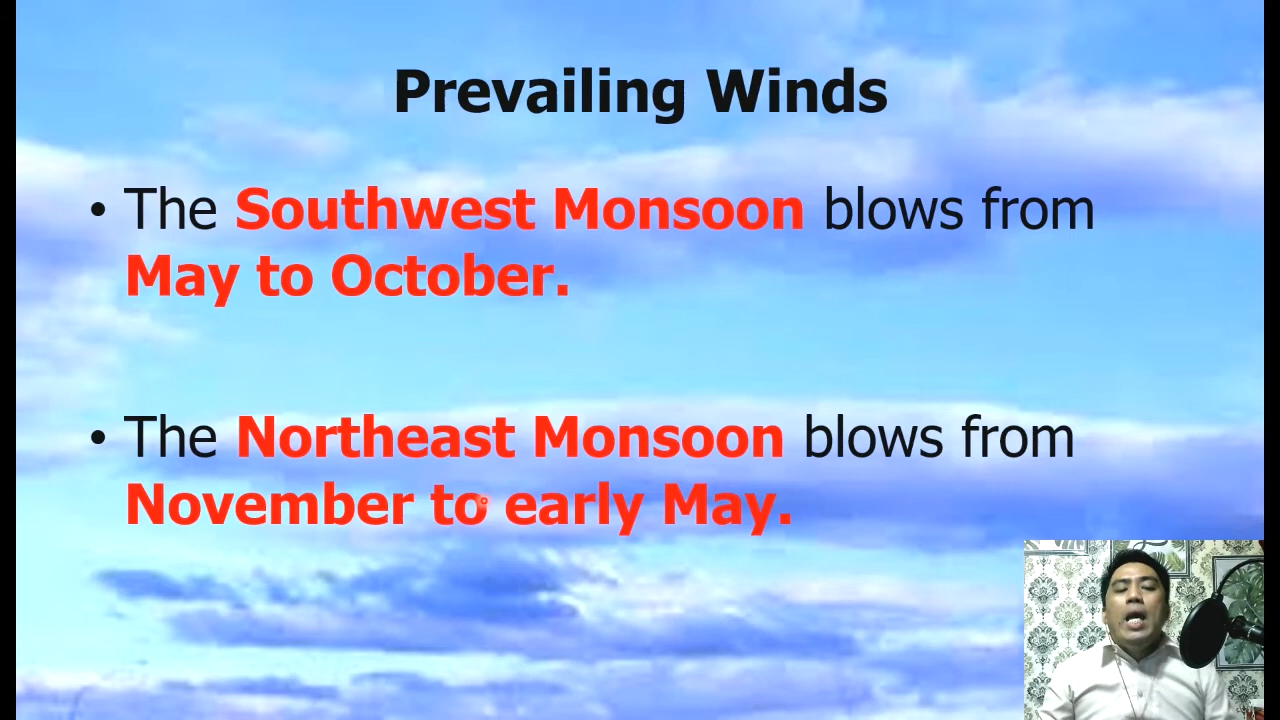 Prevailing Winds
• The Southwest Monsoon blows from
May to October.
• The Northeast Monsoon blows from
November to early May.